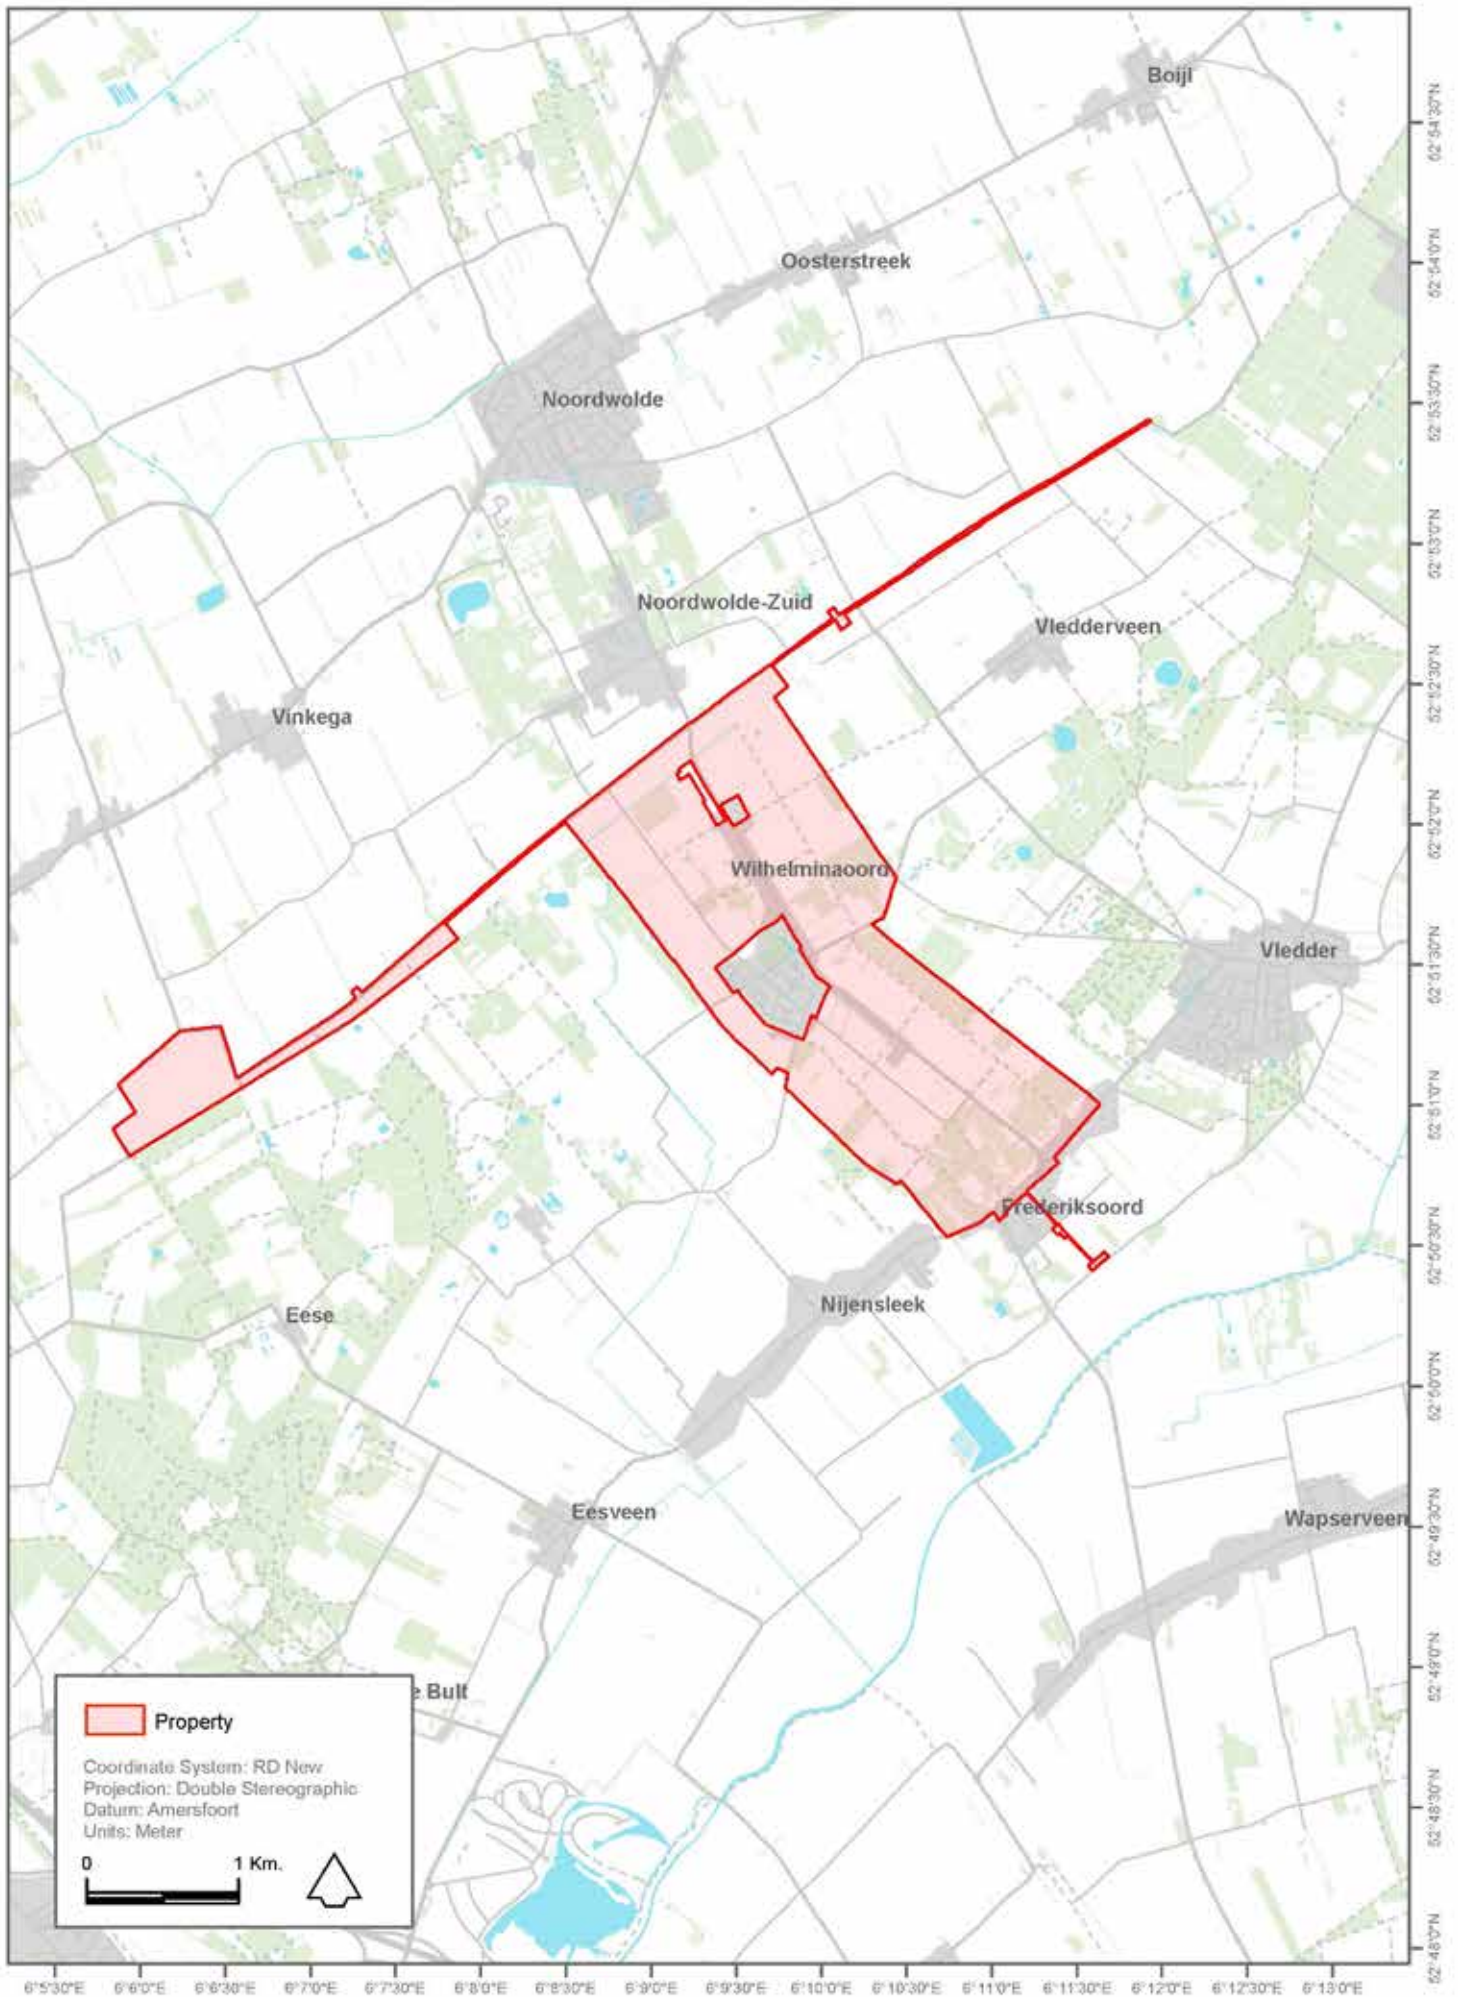 Boijl
52°54'30"N
Oosterstreek
52°54'0"N
Noordwolde
52°53'30"N
52°53'0"N
Noordwolde-Zuid
Vledderveen
52°52'30"N
Vinkega
52°52'0"N
Wilhelminaoord
Vledder
52°51'30"N
52°51'0"N
Frederiksoord
52°50'30"N
Nijensleek
Eese
52°50'0"N
Eesveen
Wapserveen
52°49'30"N
52°49'0"N
e Bult
Property
Coordinate System: RD New
Projection: Double Stereographic
Datum: Amersfoort
Units: Meter
52°48'30"N
0 1 Km.
52°48'0"N
6°5'30"E 6°6'0"E 6°6'30"E 6°7'0"E 6°7'30"E 6°8'0"E 6°8'30"E 6°9'0"E 6°9'30"E 6°10'0"E 6°10'30"E 6°11'0"E 6°11'30"E 6°12'0"E 6°12'30"E 6°13'0"E